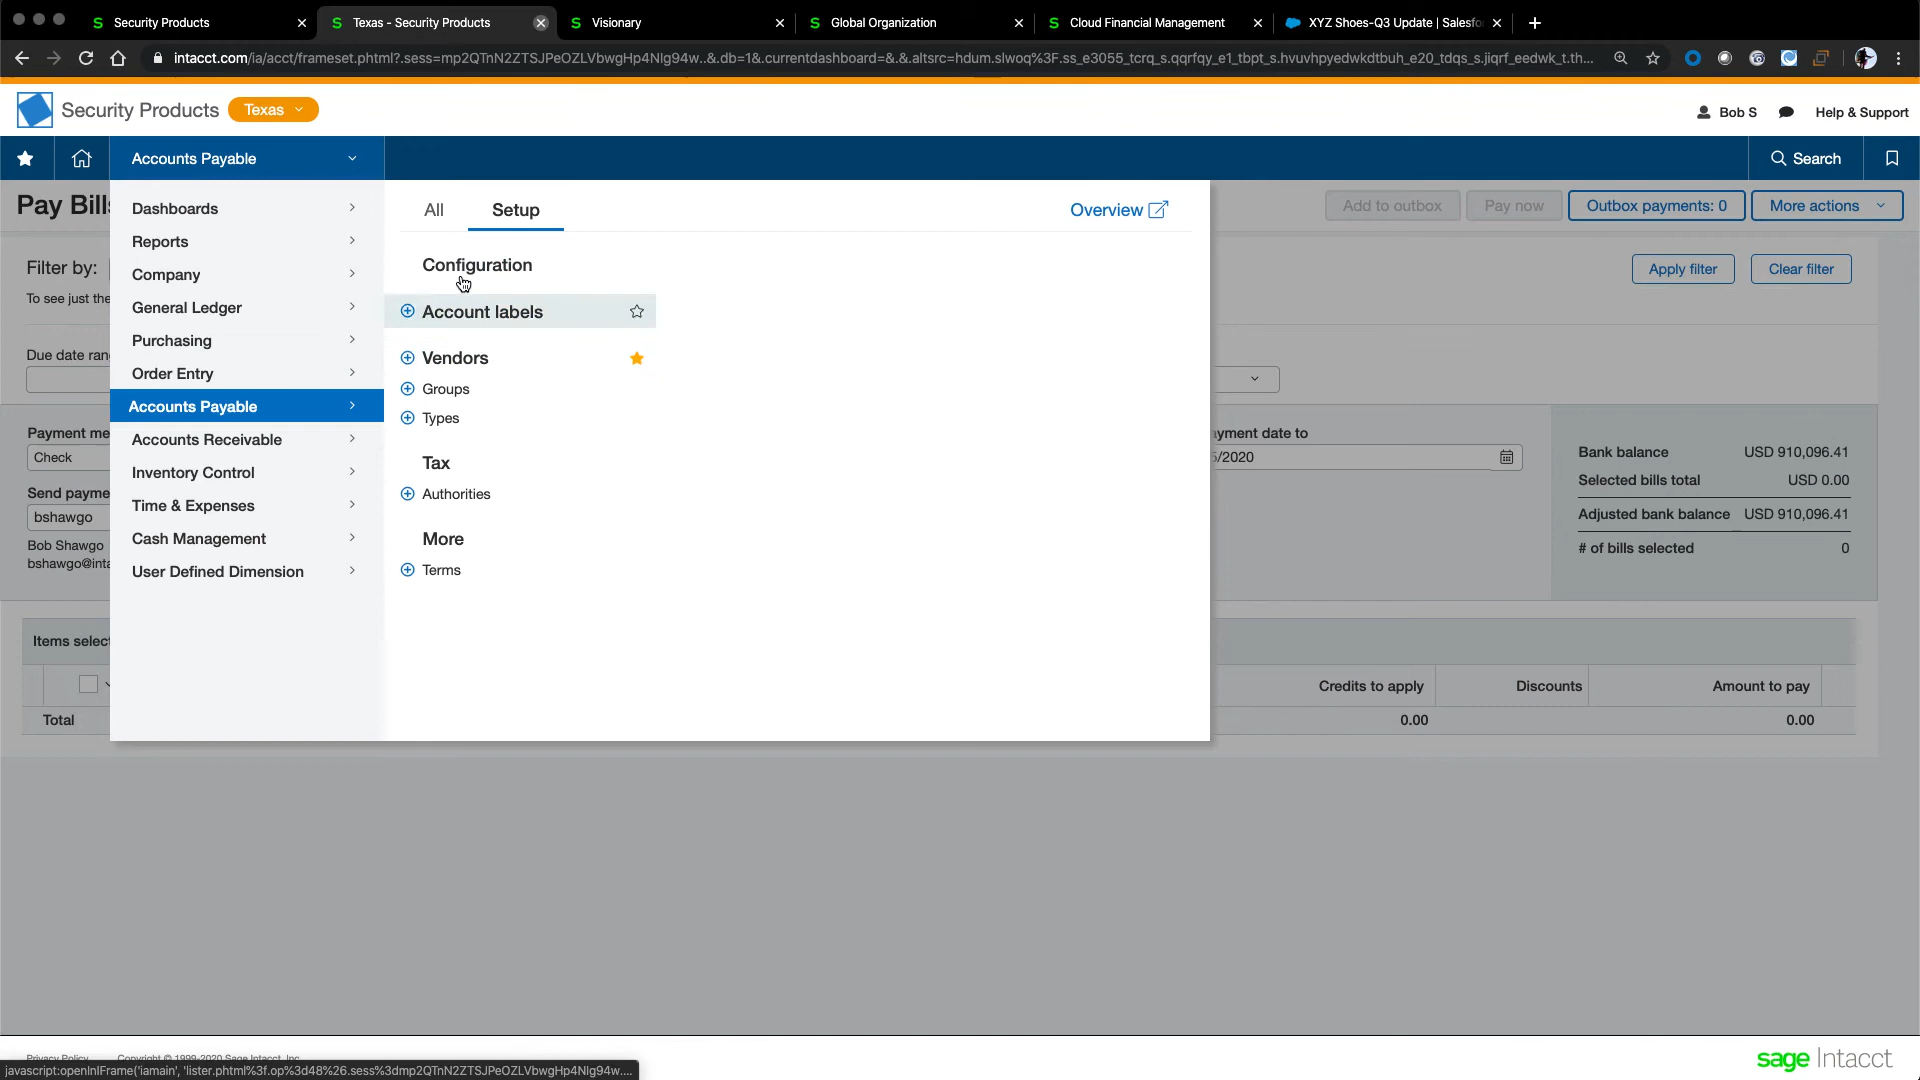 Security Products
Texas - Security Products
Visionary
Global Organization
Cloud Financial Management
XYZ Shoes-Q3 Update | Salesfo
intacct.com/ia/acct/frameset.phtml?.sess=mp2QTnN2ZTSJPeOZLVbwgHp4NIg94w..&.db=1&.currentdashboard=&.&.altsrc=hdum.slwoq%3F.ss_e3055_tcrq_s.qqrfqy_e1_tbpt_s.hvuvhpyedwkdtbuh_e20_tdqs_s.jiqrf_eedwk_t.th...
Security Products
Texas
Bob S
Help & Support
Accounts Payable
Search
Pay Bills
Add to outbox
Pay now
Outbox payments: 0
More actions
Dashboards
Reports
Company
General Ledger
Purchasing
Order Entry
Accounts Payable
Accounts Receivable
Inventory Control
Time & Expenses
Cash Management
User Defined Dimension
All
Setup
Overview
Configuration
Account labels
Vendors
Groups
Types
Tax
Authorities
More
Terms
Filter by:
To see just the
Apply filter
Clear filter
Due date ran
Payment me
Check
Send payme
bshawgo
Bob Shawgo
bshawgo@inta
ayment date to
5/2020
Bank balance USD 910,096.41
Selected bills total USD 0.00
Adjusted bank balance USD 910,096.41
# of bills selected 0
Items select
Credits to apply
Discounts
Amount to pay
Total
0.00
0.00
Privacy Policy
Copyright © 1999-2020 Sage Intacct, Inc.
javascript:openInIFrame('iamain', 'lister.phtml%3f.op%3d48%26.sess%3dmp2QTnN2ZTSJPeOZLVbwgHp4NIg94w....
sage Intacct